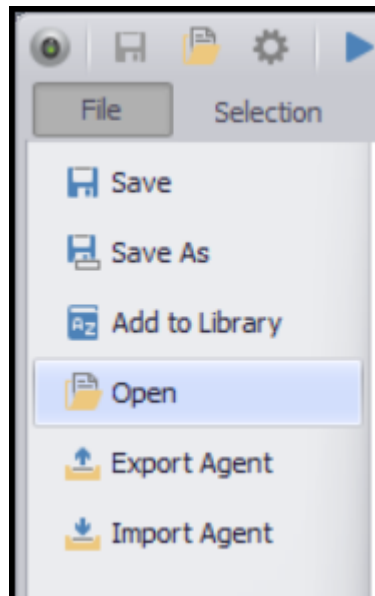 File
Selection
Save
Save As
Add to Library
Open
Export Agent
Import Agent